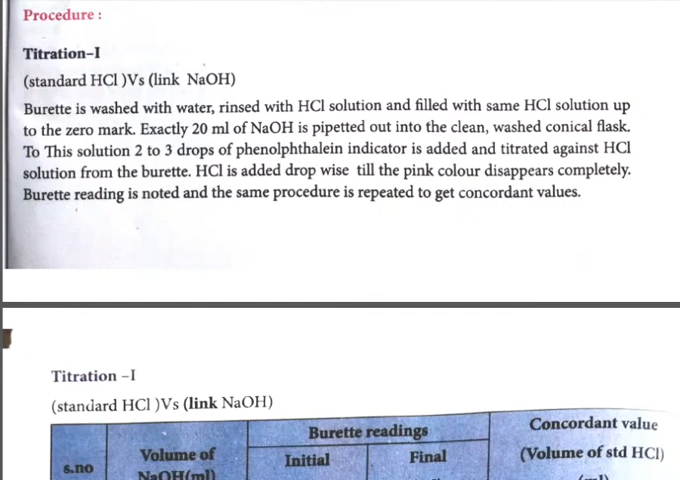 Procedure :
Titration-I
(standard HCl )Vs (link NaOH)
Burette is washed with water, rinsed with HCl solution and filled with same HCl solution up
to the zero mark. Exactly 20 ml of NaOH is pipetted out into the clean, washed conical flask.
To This solution 2 to 3 drops of phenolphthalein indicator is added and titrated against HCl
solution from the burette. HCl is added drop wise till the pink colour disappears completely.
Burette reading is noted and the same procedure is repeated to get concordant values.
Titration -I
(standard HCl )Vs (link NaOH)
Burette readings
Concordant value
s.no
Volume of
NaOH(ml)
Initial
Final
(Volume of std HCl)
(ml)